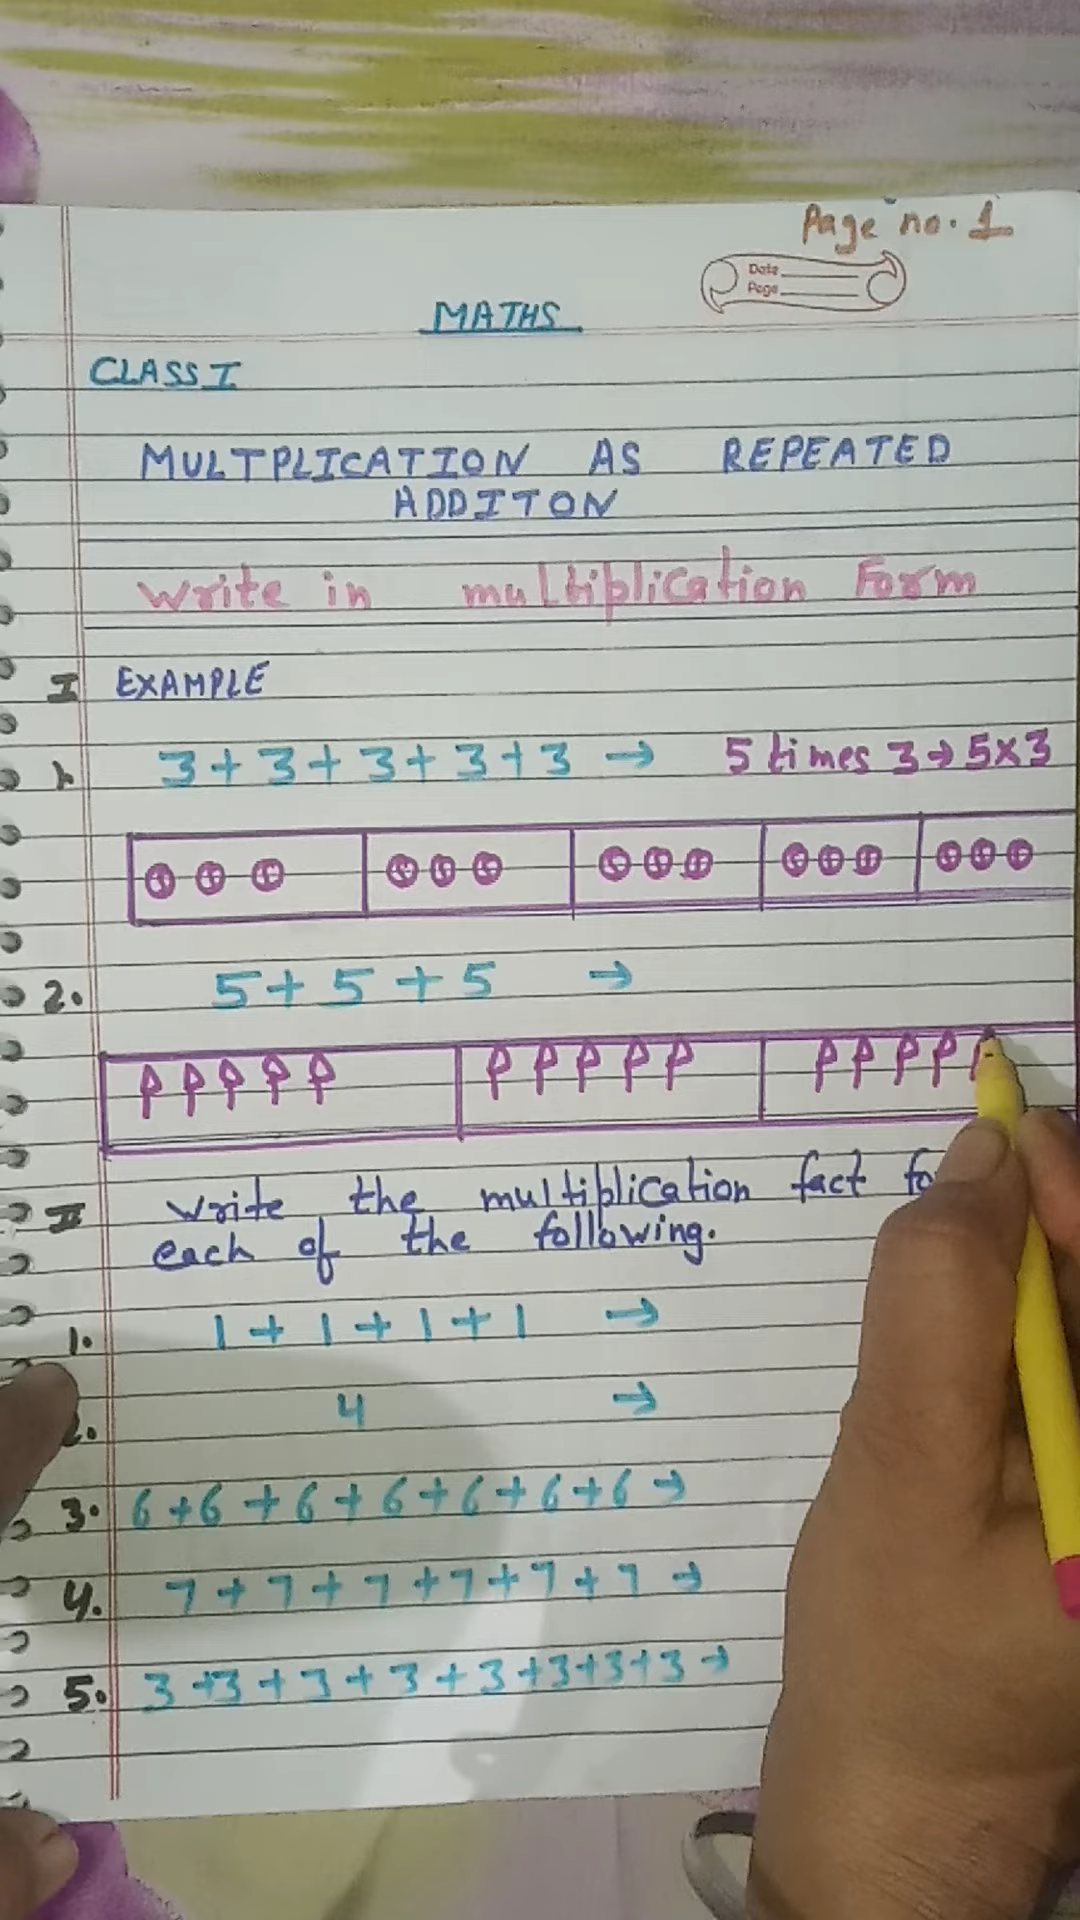 Page no. 1
Date
Page
MATHS
CLASS I
MULTPLICATION AS REPEATED
ADDITON
Write in multiplication Form
I EXAMPLE
1. 3+3+3+3+3 → 5 times 3 → 5×3
2. 5+5+5 →
II Write the multiplication fact
each of the following.
1. 1+1+1+1 →
2. 4 →
3. 6+6+6+6+6+6+6 →
4. 7+7+7+7+7+7 →
5. 3+3+3+3+3+3+3+3 →